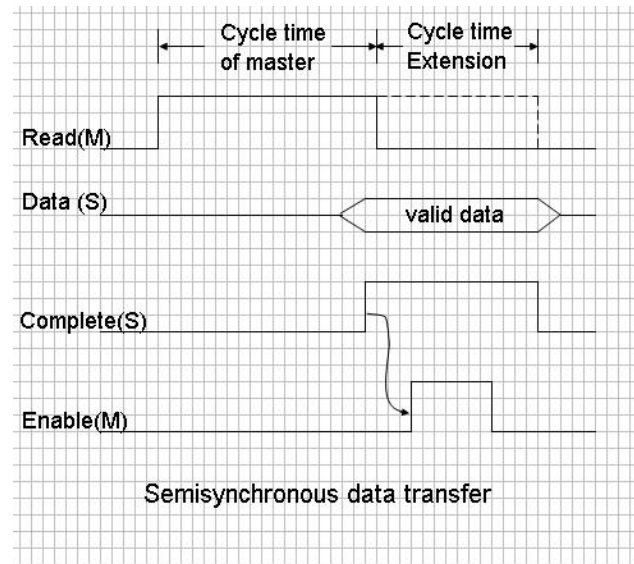 Cycle time
of master
Cycle time
Extension
Read(M)
Data (S)
valid data
Complete(S)
Enable(M)
Semisynchronous data transfer